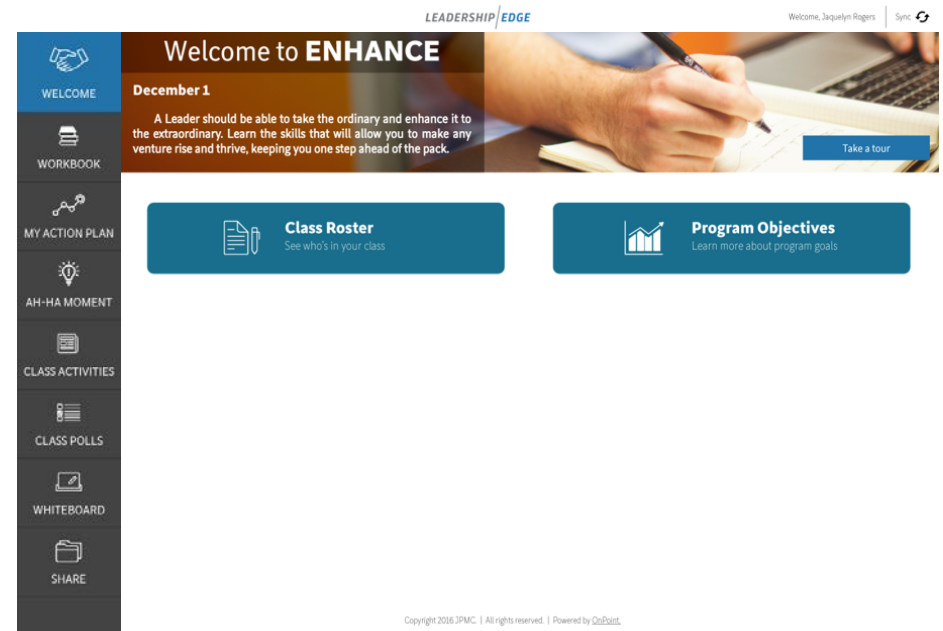 LEADERSHIP EDGE
Welcome, Jaquelyn Rogers
Sync
WELCOME
WORKBOOK
MY ACTION PLAN
AH-HA MOMENT
CLASS ACTIVITIES
CLASS POLLS
WHITEBOARD
SHARE
Welcome to ENHANCE
December 1
A Leader should be able to take the ordinary and enhance it to
the extraordinary. Learn the skills that will allow you to make any
venture rise and thrive, keeping you one step ahead of the pack.
Take a tour
Class Roster
See who's in your class
Program Objectives
Learn more about program goals
Copyright 2016 JPMC. | All rights reserved. | Powered by OnPoint.